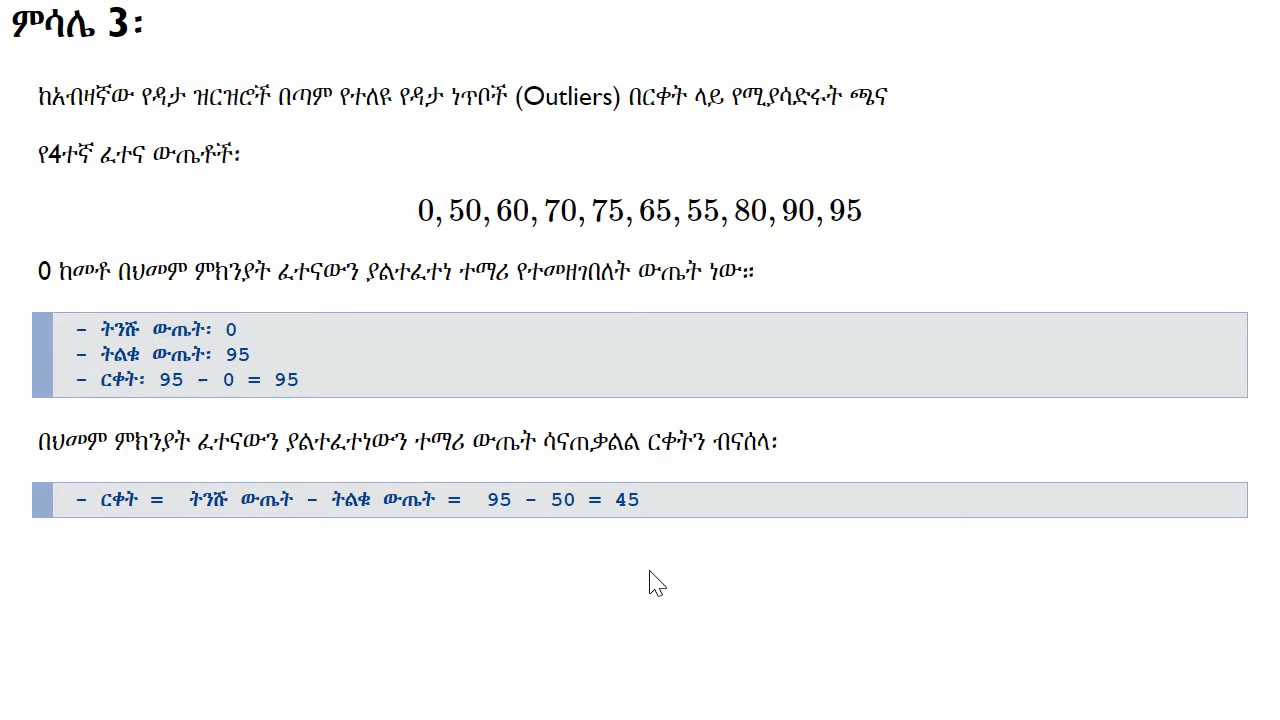 ምሳሌ 3፡
ከአብዛኛው የዳታ ዝርዝሮች በጣም የተለዩ የዳታ ነጥቦች (Outliers) በርቀት ላይ የሚያሳድሩት ጫና
የ4ተኛ ፈተና ውጤቶች፡
0, 50, 60, 70, 75, 65, 55, 80, 90, 95
0 ከመቶ በህመም ምክንያት ፈተናውን ያልተፈተነ ተማሪ የተመዘገበለት ውጤት ነው።
– ትንሹ ውጤት፡ 0
– ትልቁ ውጤት፡ 95
– ርቀት፡ 95 – 0 = 95
በህመም ምክንያት ፈተናውን ያልተፈተነውን ተማሪ ውጤት ሳናጠቃልል ርቀትን ብናሰላ፡
– ርቀት = ትንሹ ውጤት – ትልቁ ውጤት = 95 – 50 = 45